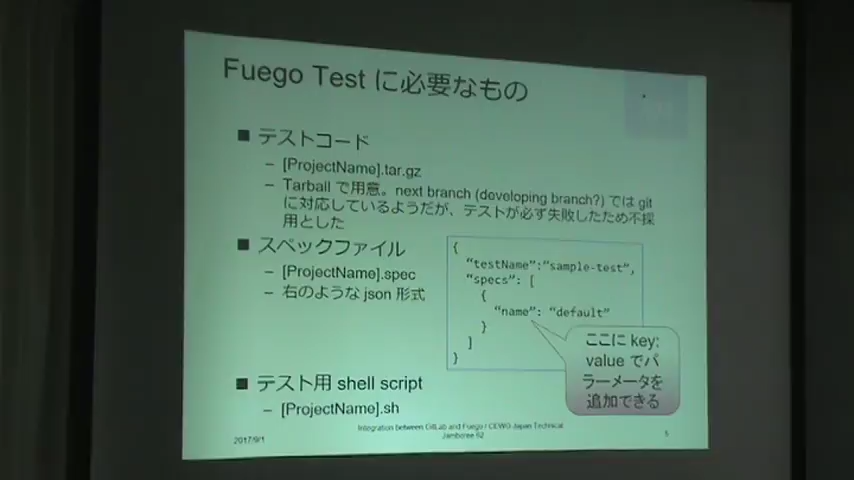 Fuego Test に必要なもの
■ テストコード
– [ProjectName].tar.gz
– Tarball で用意。next branch (developing branch?) では git
に対応しているようだが、テストが必ず失敗したため不採
用とした
■ スペックファイル
– [ProjectName].spec
– 右のような json 形式
{
“testName”:“sample-test”,
“specs”: [
{
“name”: “default”
}
]
}
ここに key:
value でパ
ラーメータを
追加できる
■ テスト用 shell script
– [ProjectName].sh
2017/9/1
Integration between GitLab and Fuego / CEWG Japan Technical
Jamboree 62
5